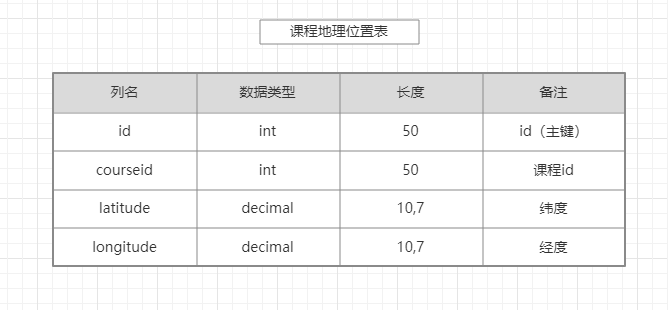 课程地理位置表
列名 数据类型 长度 备注
id int 50 id（主键）
courseid int 50 课程id
latitude decimal 10,7 纬度
longitude decimal 10,7 经度